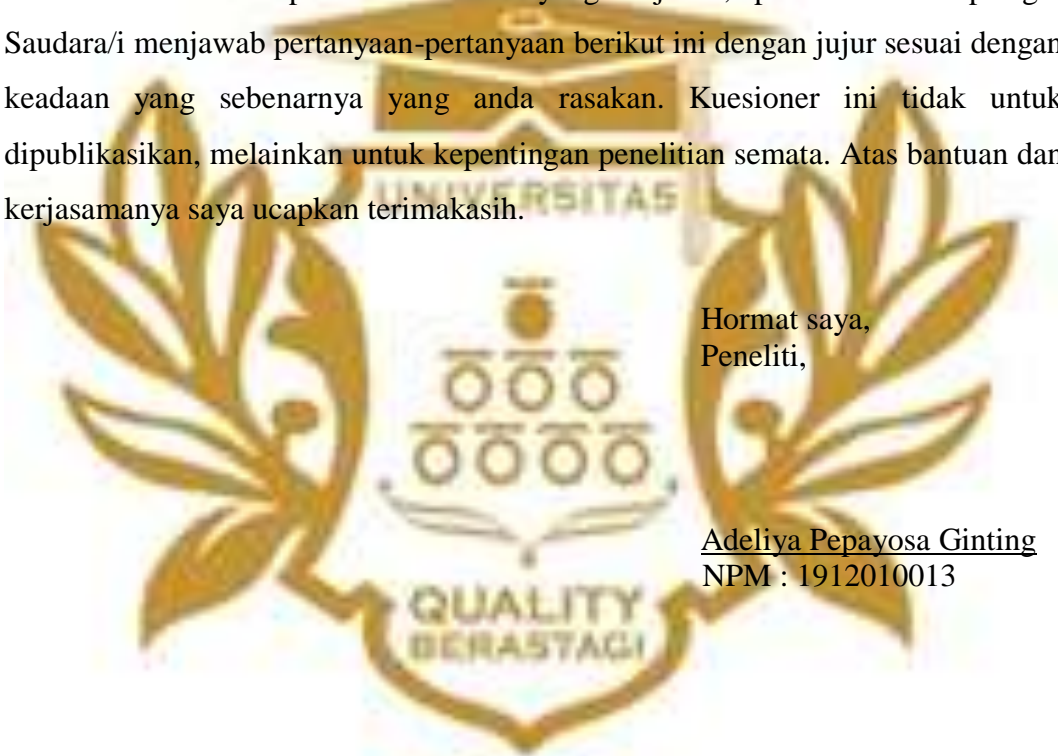 Saudara/i menjawab pertanyaan-pertanyaan berikut ini dengan jujur sesuai dengan
keadaan yang sebenarnya yang anda rasakan. Kuesioner ini tidak untuk
dipublikasikan, melainkan untuk kepentingan penelitian semata. Atas bantuan dan
kerjasamanya saya ucapkan terimakasih.
UNIVERSITAS
Hormat saya,
Peneliti,
Adeliya Pepayosa Ginting
NPM : 1912010013
QUALITY
BERASTAGI